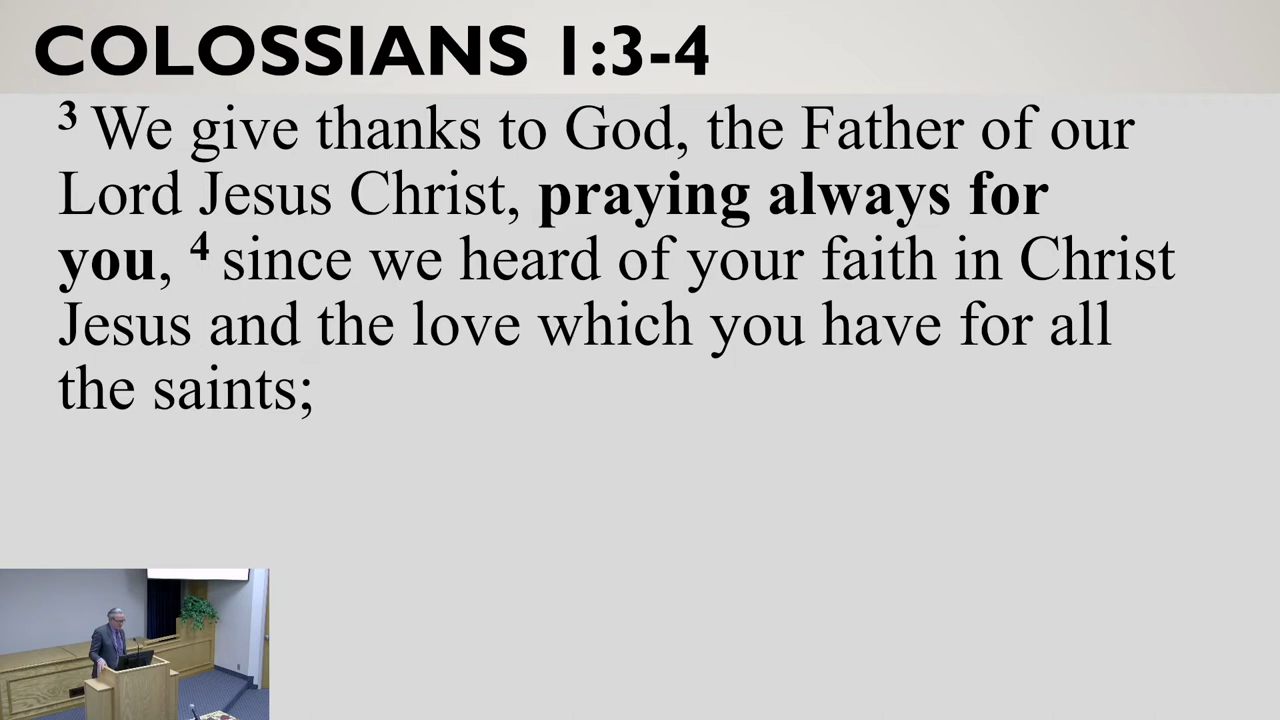 COLOSSIANS 1:3-4
3 We give thanks to God, the Father of our
Lord Jesus Christ, praying always for
you, 4 since we heard of your faith in Christ
Jesus and the love which you have for all
the saints;